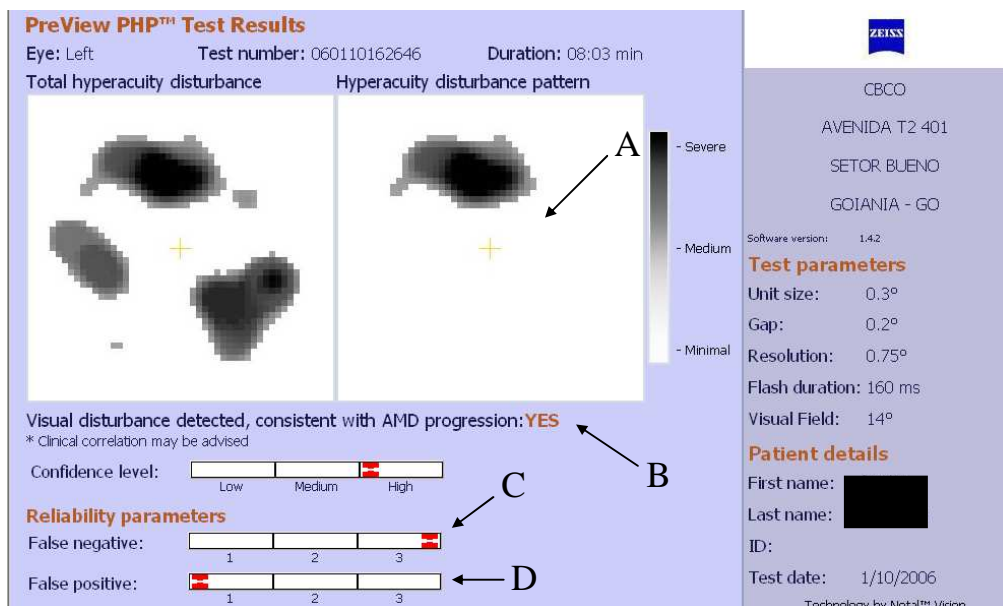 PreView PHP™ Test Results
Eye: Left Test number: 060110162646 Duration: 08:03 min
Total hyperacuity disturbance Hyperacuity disturbance pattern
A
- Severe
- Medium
- Minimal
Visual disturbance detected, consistent with AMD progression:YES
* Clinical correlation may be advised
B
Confidence level:
Low Medium High
C
Reliability parameters
False negative:
1 2 3
False positive:
D
1 2 3
ZEISS
CBCO
AVENIDA T2 401
SETOR BUENO
GOIANIA - GO
Software version: 1.4.2
Test parameters
Unit size: 0.3°
Gap: 0.2°
Resolution: 0.75°
Flash duration: 160 ms
Visual Field: 14°
Patient details
First name:
Last name:
ID:
Test date: 1/10/2006
Technology by Notal™ Vision